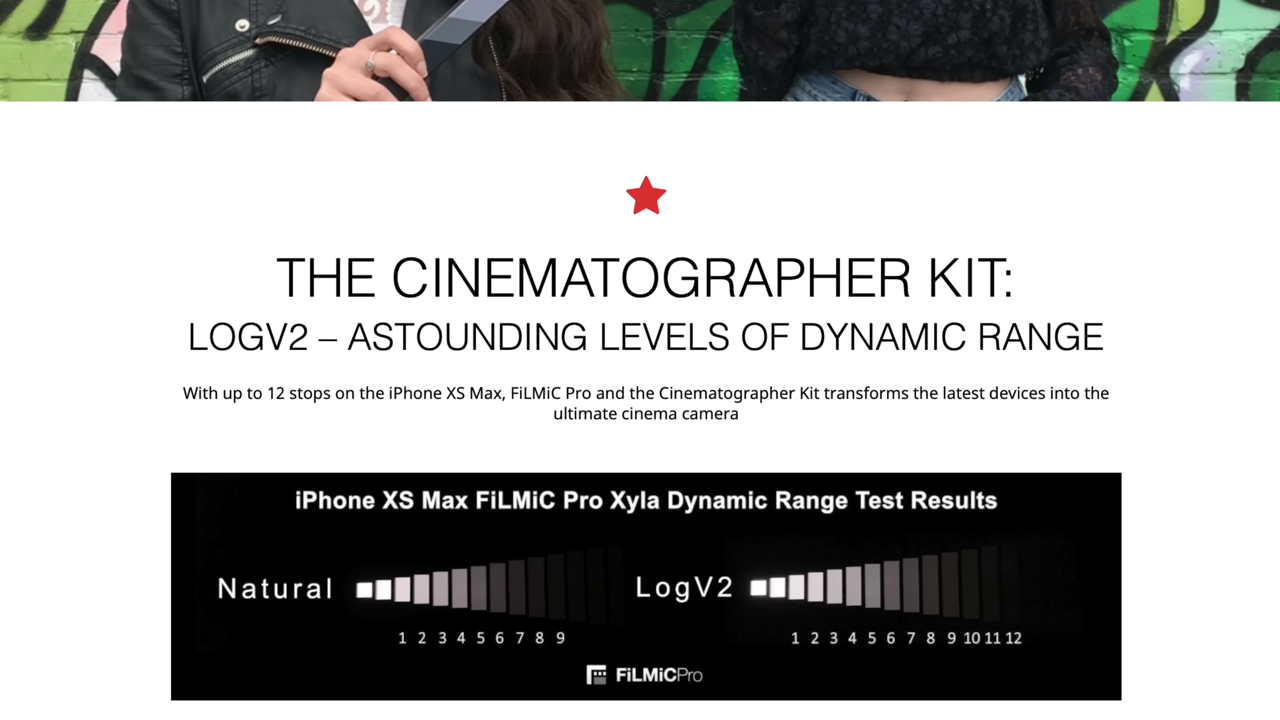 THE CINEMATOGRAPHER KIT:
LOGV2 – ASTOUNDING LEVELS OF DYNAMIC RANGE
With up to 12 stops on the iPhone XS Max, FiLMiC Pro and the Cinematographer Kit transforms the latest devices into the
ultimate cinema camera
iPhone XS Max FiLMiC Pro Xyla Dynamic Range Test Results
Natural
1 2 3 4 5 6 7 8 9
LogV2
1 2 3 4 5 6 7 8 9 10 11 12
FiLMiCPro